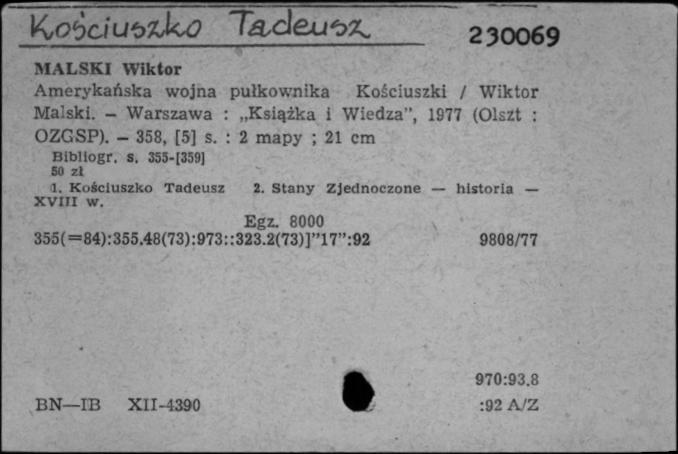 Kościuszko Tadeusz 230069
MALSKI Wiktor
Amerykańska wojna pułkownika Kościuszki / Wiktor
Malski. — Warszawa : „Książka i Wiedza”, 1977 (Olszt :
OZGSP). — 358, [5] s. : 2 mapy ; 21 cm
Bibliogr. s. 355-[359]
50 zł
1. Kościuszko Tadeusz 2. Stany Zjednoczone — historia —
XVIII w.
Egz. 8000
355(=84):355.48(73):973::323.2(73)]”17”:92 9808/77
970:93.8
BN—IB XII-4390 :92 A/Z